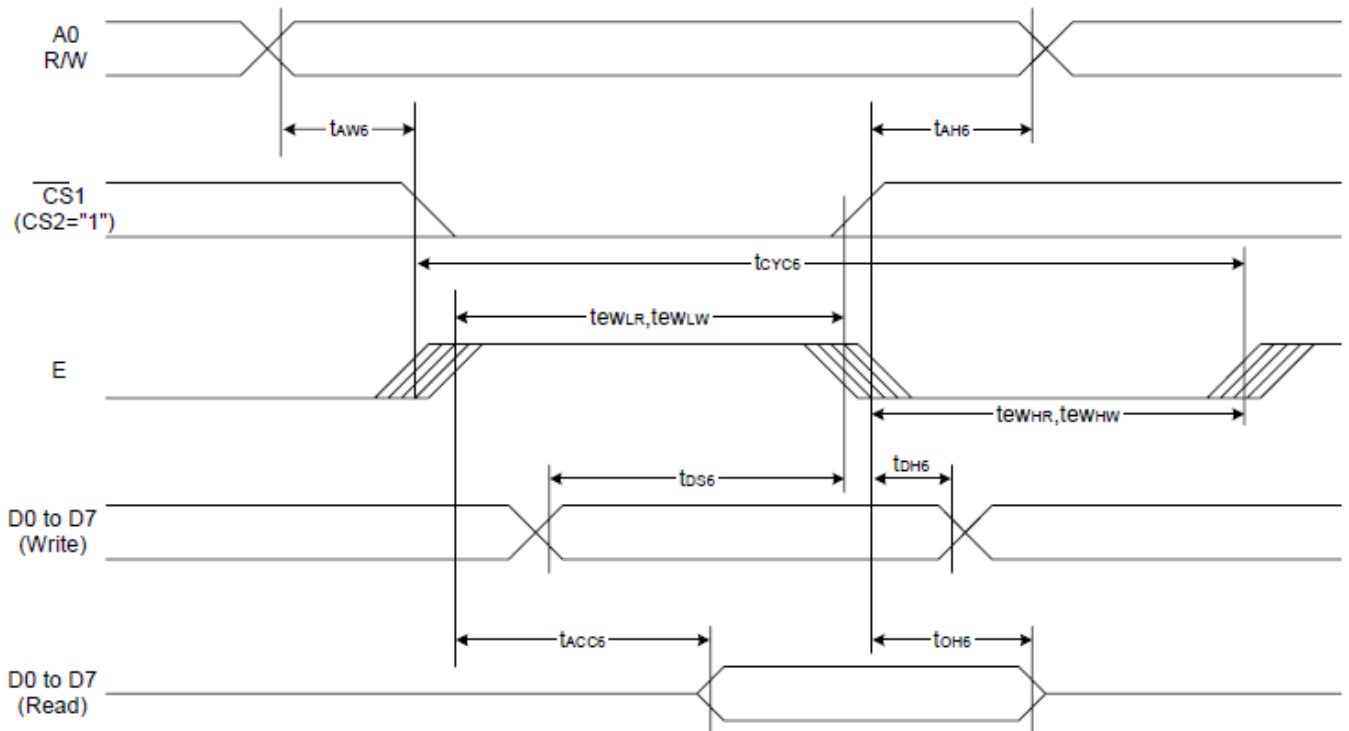 A0
R/W
tAW6
tAH6
CS1
(CS2="1")
tCYC6
tewLR,tewLW
E
tewHR,tewHW
tDS6
tDH6
D0 to D7
(Write)
tACC6
tOH6
D0 to D7
(Read)